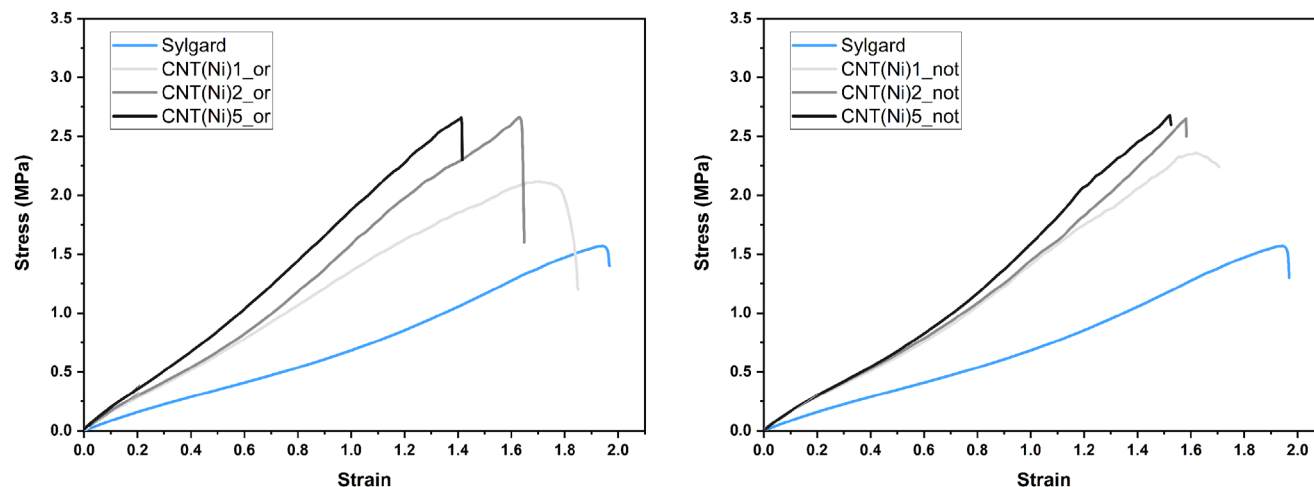 3.5
3.0
2.5
2.0
1.5
1.0
0.5
0.0
Stress (MPa)
Sylgard
CNT(Ni)1_or
CNT(Ni)2_or
CNT(Ni)5_or
0.0 0.2 0.4 0.6 0.8 1.0 1.2 1.4 1.6 1.8 2.0
Strain
3.5
3.0
2.5
2.0
1.5
1.0
0.5
0.0
Stress (MPa)
Sylgard
CNT(Ni)1_not
CNT(Ni)2_not
CNT(Ni)5_not
0.0 0.2 0.4 0.6 0.8 1.0 1.2 1.4 1.6 1.8 2.0
Strain